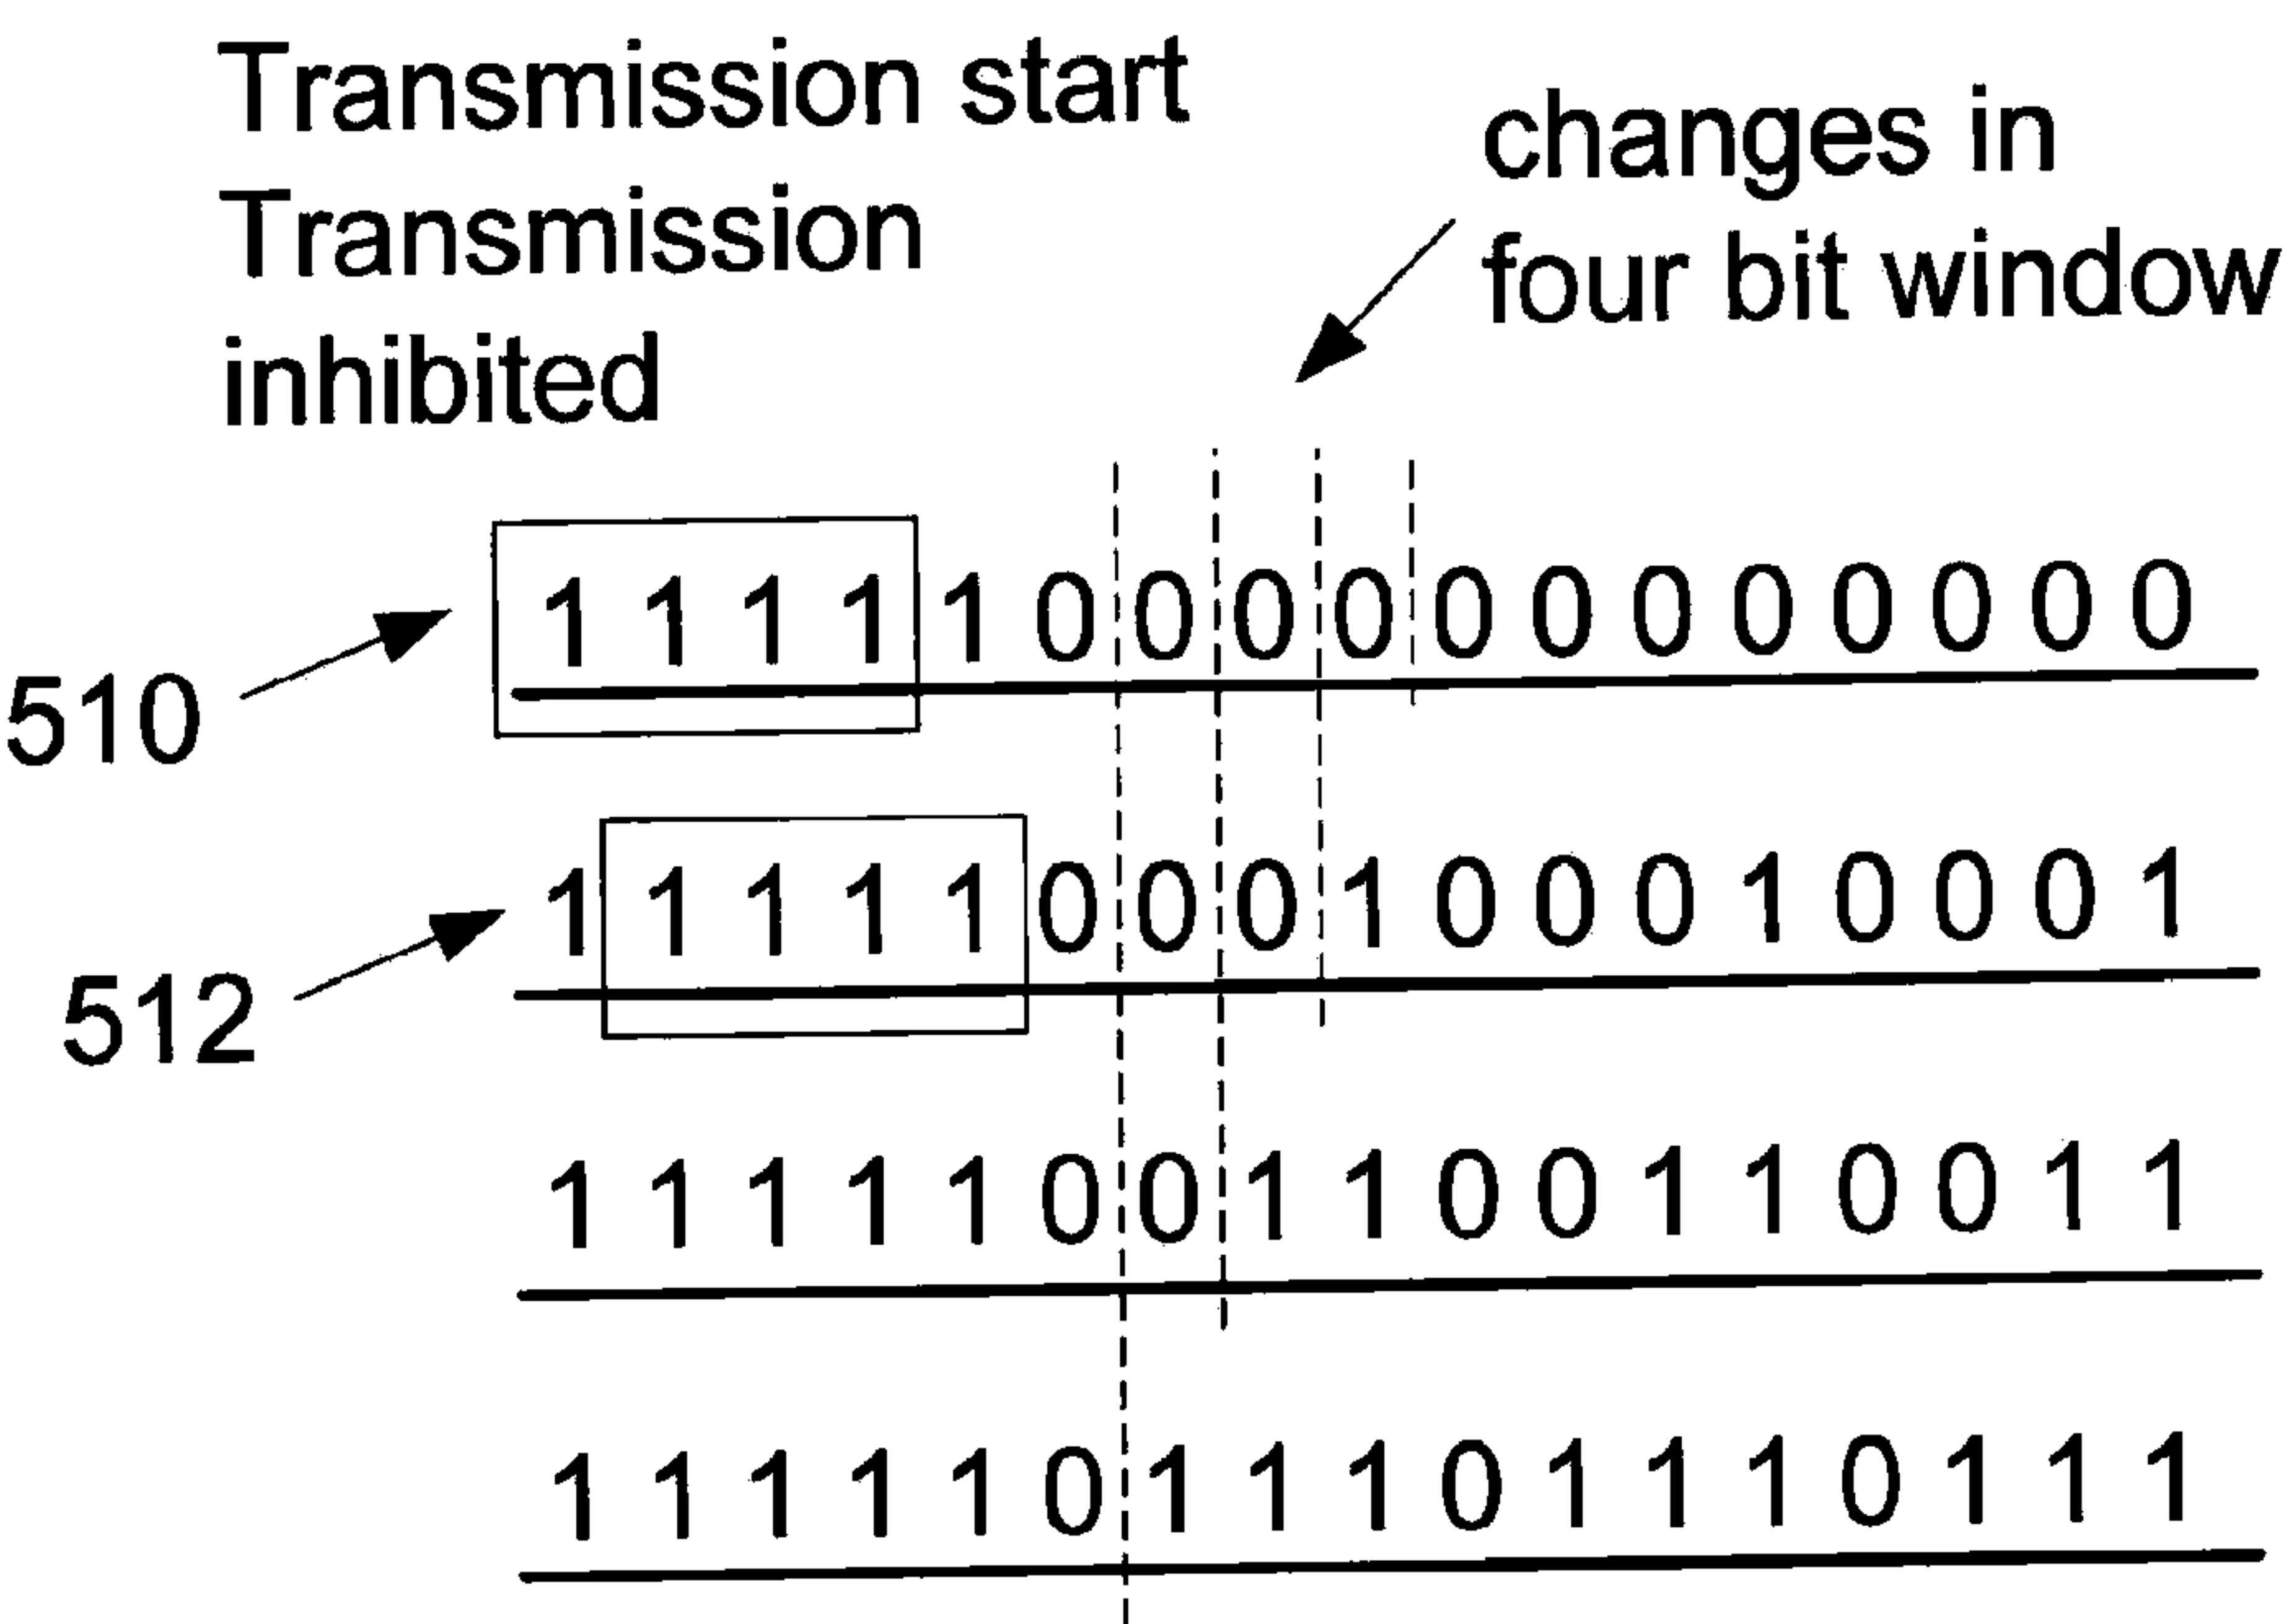 Transmission start
Transmission
inhibited
changes in
four bit window
510
1 1 1 1 1 0 0 0 0 0 0 0 0 0 0 0 0
512
1 1 1 1 1 0 0 0 1 0 0 0 1 0 0 0 1
1 1 1 1 1 0 0 1 1 0 0 1 1 0 0 1 1
1 1 1 1 1 0 1 1 1 0 1 1 1 0 1 1 1